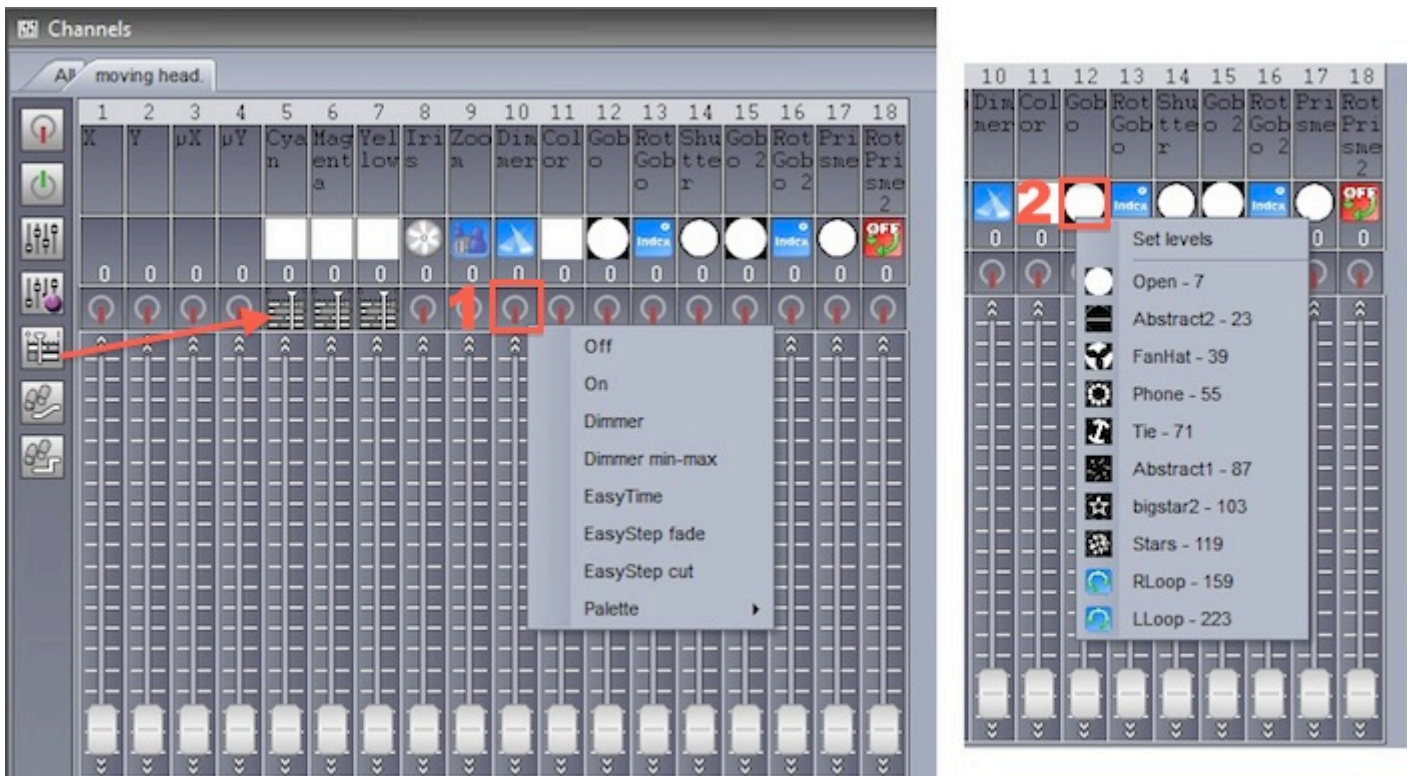 Channels
All moving head.
1 2 3 4 5 6 7 8 9 10 11 12 13 14 15 16 17 18
X Y µX µY Cyan Magenta Yellow Iris Zoom Dimmer Color Gobo Rot Gobo Shutter Gobo 2 Rot Gobo 2 Prisme Rot Prisme 2
Index Index OFF
0 0 0 0 0 0 0 0 0 0 0 0 0 0 0 0 0 0
1
Off
On
Dimmer
Dimmer min-max
EasyTime
EasyStep fade
EasyStep cut
Palette
10 11 12 13 14 15 16 17 18
Dimmer Color Gobo Rot Gobo Shutter Gobo 2 Rot Gobo 2 Prisme Rot Prisme 2
2 Index Index OFF
0 0 0 0
Set levels
Open - 7
Abstract2 - 23
FanHat - 39
Phone - 55
Tie - 71
Abstract1 - 87
bigstar2 - 103
Stars - 119
RLoop - 159
LLoop - 223